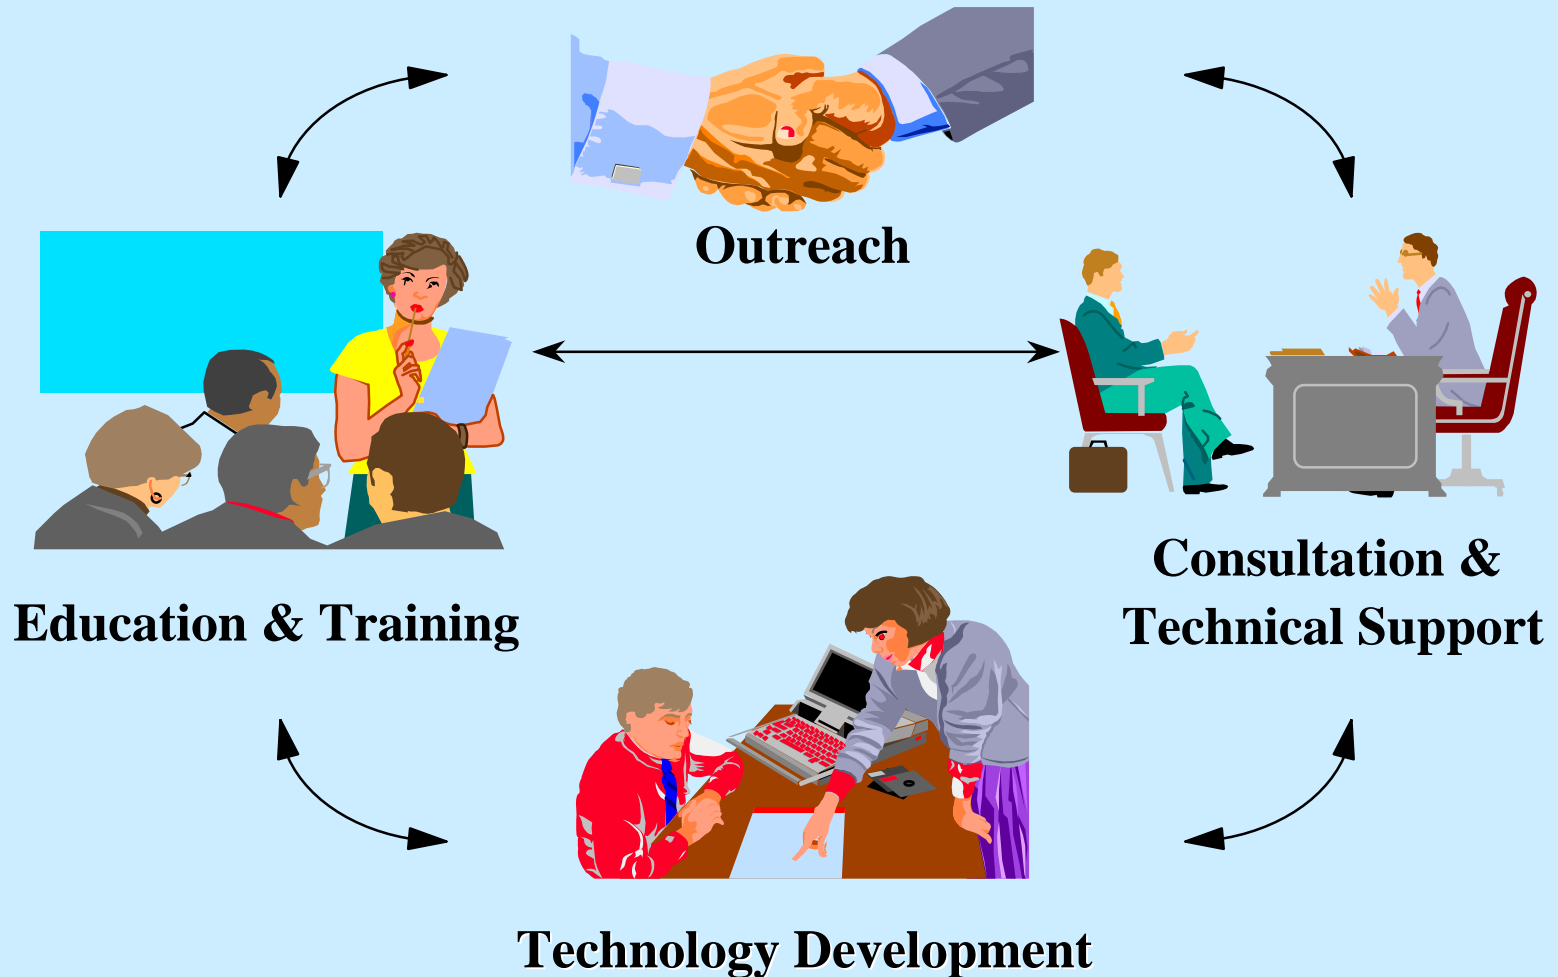 Outreach
Education & Training
Consultation &
Technical Support
Technology Development